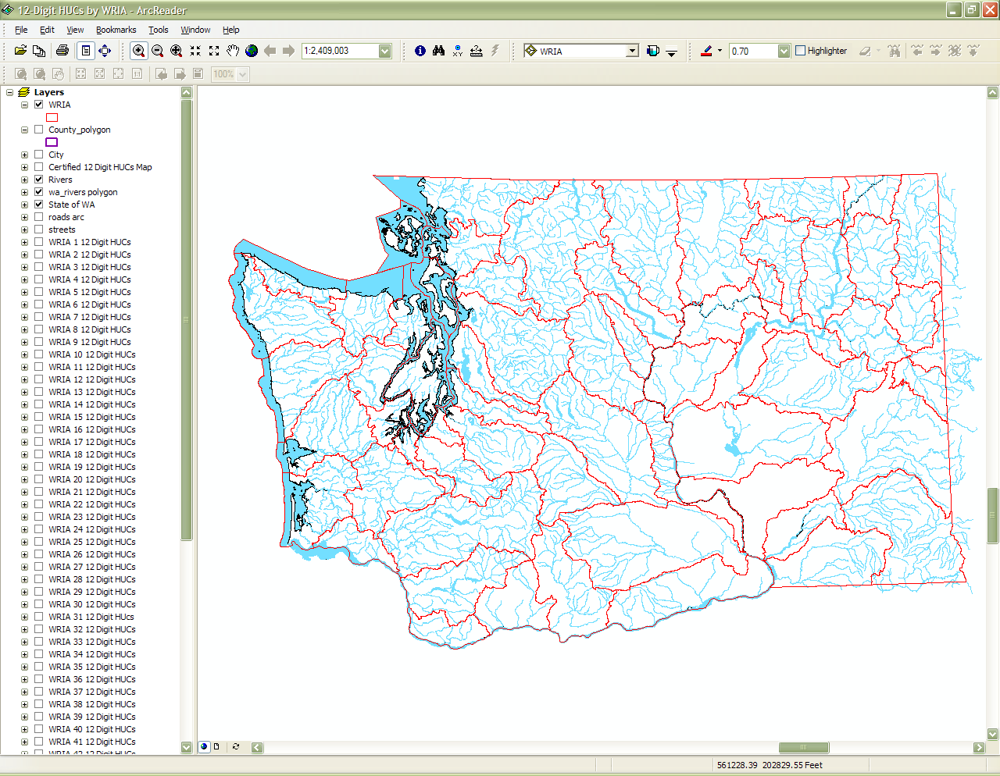 12-Digit HUCs by WRIA - ArcReader
File Edit View Bookmarks Tools Window Help
1:2,409,003 WRIA 0.70 Highlighter
100%
Layers
WRIA
County_polygon
City
Certified 12 Digit HUCs Map
Rivers
wa_rivers polygon
State of WA
roads arc
streets
WRIA 1 12 Digit HUCs
WRIA 2 12 Digit HUCs
WRIA 3 12 Digit HUCs
WRIA 4 12 Digit HUCs
WRIA 5 12 Digit HUCs
WRIA 6 12 Digit HUCs
WRIA 7 12 Digit HUCs
WRIA 8 12 Digit HUCs
WRIA 9 12 Digit HUCs
WRIA 10 12 Digit HUCs
WRIA 11 12 Digit HUCs
WRIA 12 12 Digit HUCs
WRIA 13 12 Digit HUCs
WRIA 14 12 Digit HUCs
WRIA 15 12 Digit HUCs
WRIA 16 12 Digit HUCs
WRIA 17 12 Digit HUCs
WRIA 18 12 Digit HUCs
WRIA 19 12 Digit HUCs
WRIA 20 12 Digit HUCs
WRIA 21 12 Digit HUCs
WRIA 22 12 Digit HUCs
WRIA 23 12 Digit HUCs
WRIA 24 12 Digit HUCs
WRIA 25 12 Digit HUCs
WRIA 26 12 Digit HUCs
WRIA 27 12 Digit HUCs
WRIA 28 12 Digit HUCs
WRIA 29 12 Digit HUCs
WRIA 30 12 Digit HUCs
WRIA 31 12 Digit HUcs
WRIA 32 12 Digit HUCs
WRIA 33 12 Digit HUCs
WRIA 34 12 Digit HUCs
WRIA 35 12 Digit HUCs
WRIA 36 12 Digit HUCs
WRIA 37 12 Digit HUCs
WRIA 38 12 Digit HUCs
WRIA 39 12 Digit HUCs
WRIA 40 12 Digit HUCs
WRIA 41 12 Digit HUCs
561228.39 202829.55 Feet